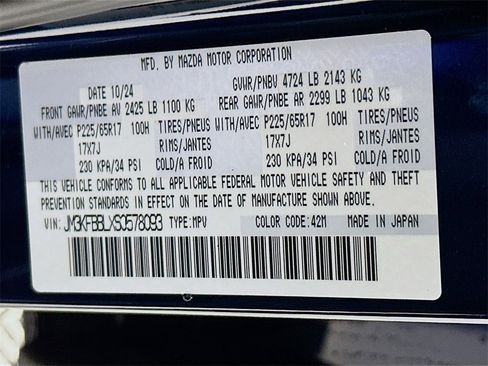 MFD. BY MAZDA MOTOR CORPORATION
DATE 10/24 GVWR/PNBV 4724 LB 2143 KG
FRONT GAWR/PNBE AV 2425 LB 1100 KG REAR GAWR/PNBE AR 2299 LB 1043 KG
WITH/AVEC P225/65R17 100H TIRES/PNEUS WITH/AVEC P225/65R17 100H TIRES/PNEUS
17X7J RIMS/JANTES 17X7J RIMS/JANTES
230 KPA/34 PSI COLD/A FROID 230 KPA/34 PSI COLD/A FROID
THIS VEHICLE CONFORMS TO ALL APPLICABLE FEDERAL MOTOR VEHICLE SAFETY AND THEFT
PREVENTION STANDARDS IN EFFECT ON THE DATE OF MANUFACTURE SHOWN ABOVE.
VIN: JM3KFBBLXS0578093 TYPE:MPV COLOR CODE:42M MADE IN JAPAN